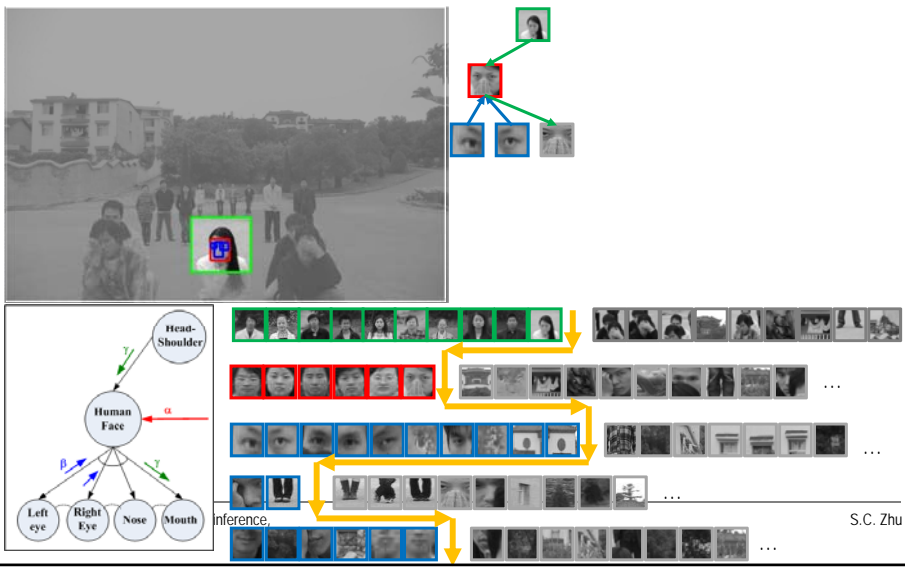 Head-
Shoulder
γ
Human
Face
α
β
γ
Left
eye
Right
Eye
Nose
Mouth
...
...
...
...
inference,
S.C. Zhu